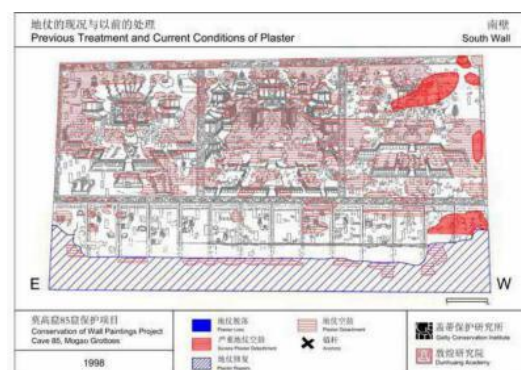 地仗的现况与以前的处理
Previous Treatment and Current Conditions of Plaster
南壁
South Wall
E
W
莫高窟85窟保护项目
Conservation of Wall Paintings Project
Cave 85, Mogao Grottoes
1998
地仗脱落
Plaster Loss
严重地仗空鼓
Severe Plaster Detachment
地仗修复
Plaster Repairs
地仗空鼓
Plaster Detachment
锚杆
Anchors
盖蒂保护研究所
Getty Conservation Institute
敦煌研究院
Dunhuang Academy